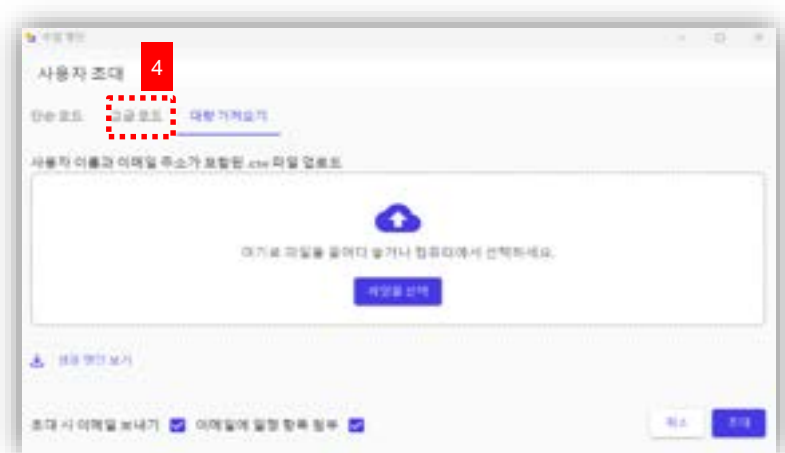 사용자 초대
4
단순 모드 고급 모드 대량 가져오기
사용자 이름과 이메일 주소가 포함된 .csv 파일 업로드
여기로 파일을 끌어다 놓거나 컴퓨터에서 선택하세요.
파일을 선택
샘플 명단 보기
초대 시 이메일 보내기 이메일에 일정 항목 첨부
취소 초대